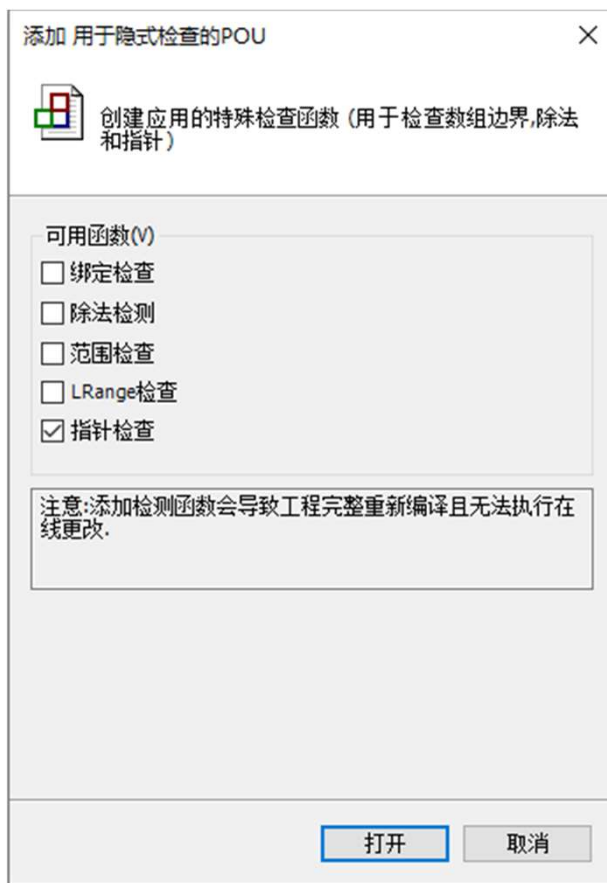 添加 用于隐式检查的POU
创建应用的特殊检查函数 (用于检查数组边界,除法
和指针)
可用函数(V)
绑定检查
除法检测
范围检查
LRange检查
指针检查
注意:添加检测函数会导致工程完整重新编译且无法执行在
线更改.
打开
取消